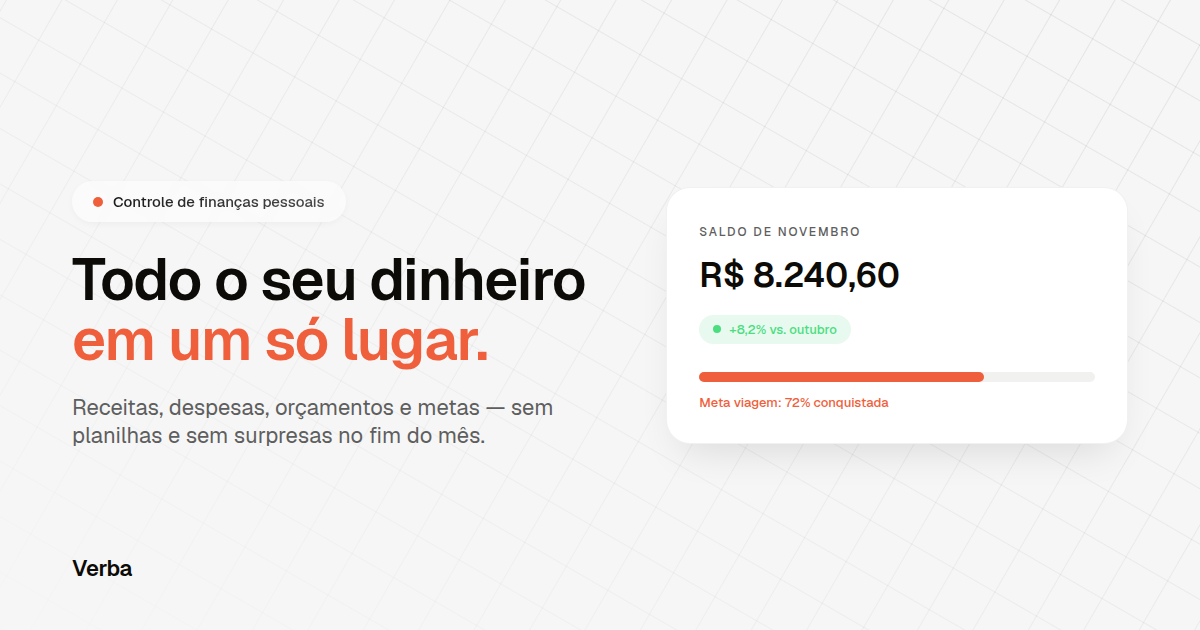 Controle de finanças pessoais
Todo o seu dinheiro
em um só lugar.
Receitas, despesas, orçamentos e metas — sem
planilhas e sem surpresas no fim do mês.
Verba
SALDO DE NOVEMBRO
R$ 8.240,60
+8,2% vs. outubro
Meta viagem: 72% conquistada